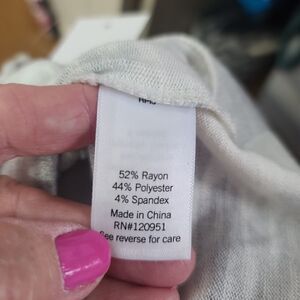 52% Rayon
44% Polyester
4% Spandex
Made in China
RN#120951
See reverse for care